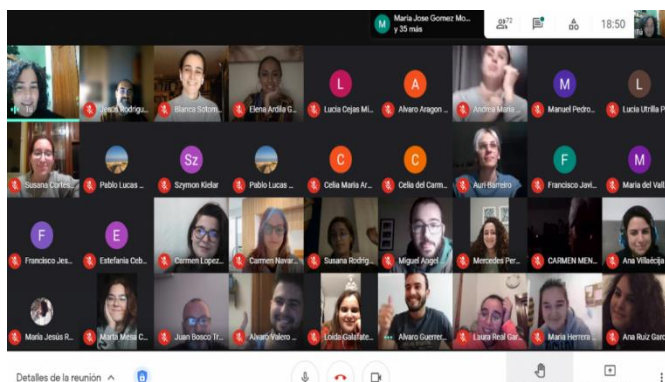 Maria Jose Gomez Mo...
y 35 más
72
18:50
Tú
Tú
Jesús Rodrigu...
Blanca Sotom...
Elena Ardila G...
L
Lucia Cejas Mi...
A
Alvaro Aragon ...
Andrea Maria
M
Manuel Pedro...
L
Lucia Utrilla P
Susana Cortes...
Pablo Lucas ...
Sz
Szymon Kielar
Pablo Lucas ...
C
Celia María Ar...
C
Celia del Carm...
Auri Barreiro
F
Francisco Javi...
M
Maria del Vall
F
Francisco Jes...
E
Estefania Ceb...
Carmen Lopez...
Carmen Navar...
Susana Rodrig...
Miguel Angel
Mercedes Per...
CARMEN MEN...
Ana Villaécija
María Jesús R...
Marta Mesa C...
Juan Bosco Tr...
Alvaro Valero ...
Loida Galafate...
Alvaro Guerrer...
Laura Real Gar...
Maria Herrera ...
Ana Ruiz Garc
Detalles de la reunión